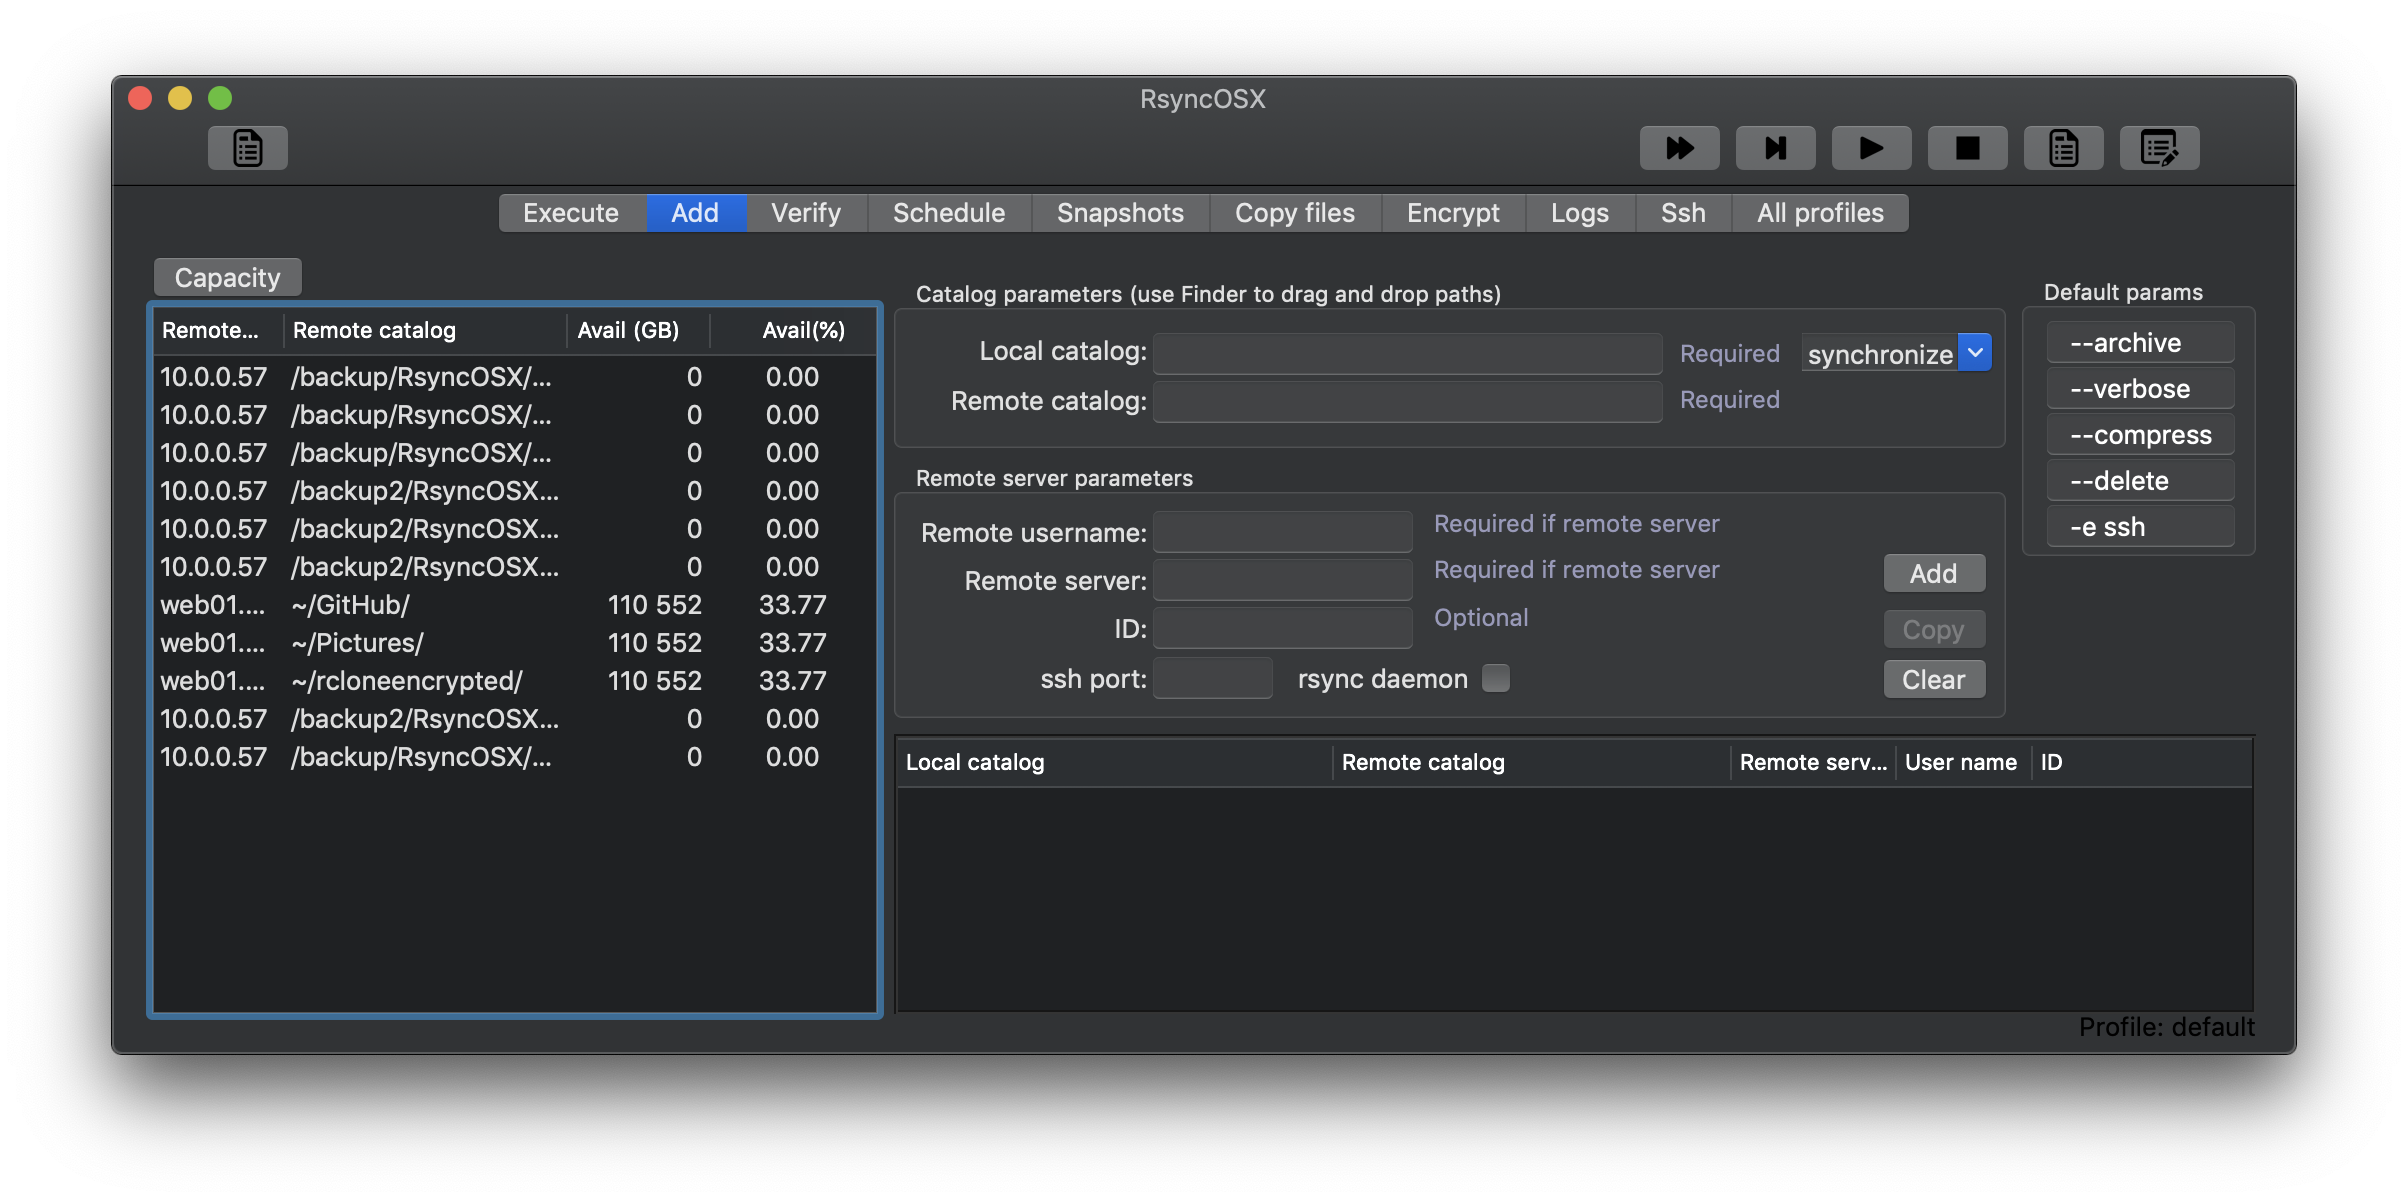 RsyncOSX
Execute Add Verify Schedule Snapshots Copy files Encrypt Logs Ssh All profiles
Capacity
Remote... Remote catalog Avail (GB) Avail(%)
10.0.0.57 /backup/RsyncOSX/... 0 0.00
10.0.0.57 /backup/RsyncOSX/... 0 0.00
10.0.0.57 /backup/RsyncOSX/... 0 0.00
10.0.0.57 /backup2/RsyncOSX... 0 0.00
10.0.0.57 /backup2/RsyncOSX... 0 0.00
10.0.0.57 /backup2/RsyncOSX... 0 0.00
web01.... ~/GitHub/ 110 552 33.77
web01.... ~/Pictures/ 110 552 33.77
web01.... ~/rcloneencrypted/ 110 552 33.77
10.0.0.57 /backup2/RsyncOSX... 0 0.00
10.0.0.57 /backup/RsyncOSX/... 0 0.00
Catalog parameters (use Finder to drag and drop paths)
Local catalog: Required synchronize
Remote catalog: Required
Remote server parameters
Remote username: Required if remote server
Remote server: Required if remote server
ID: Optional
ssh port: rsync daemon
Add
Copy
Clear
Default params
--archive
--verbose
--compress
--delete
-e ssh
Local catalog Remote catalog Remote serv... User name ID
Profile: default